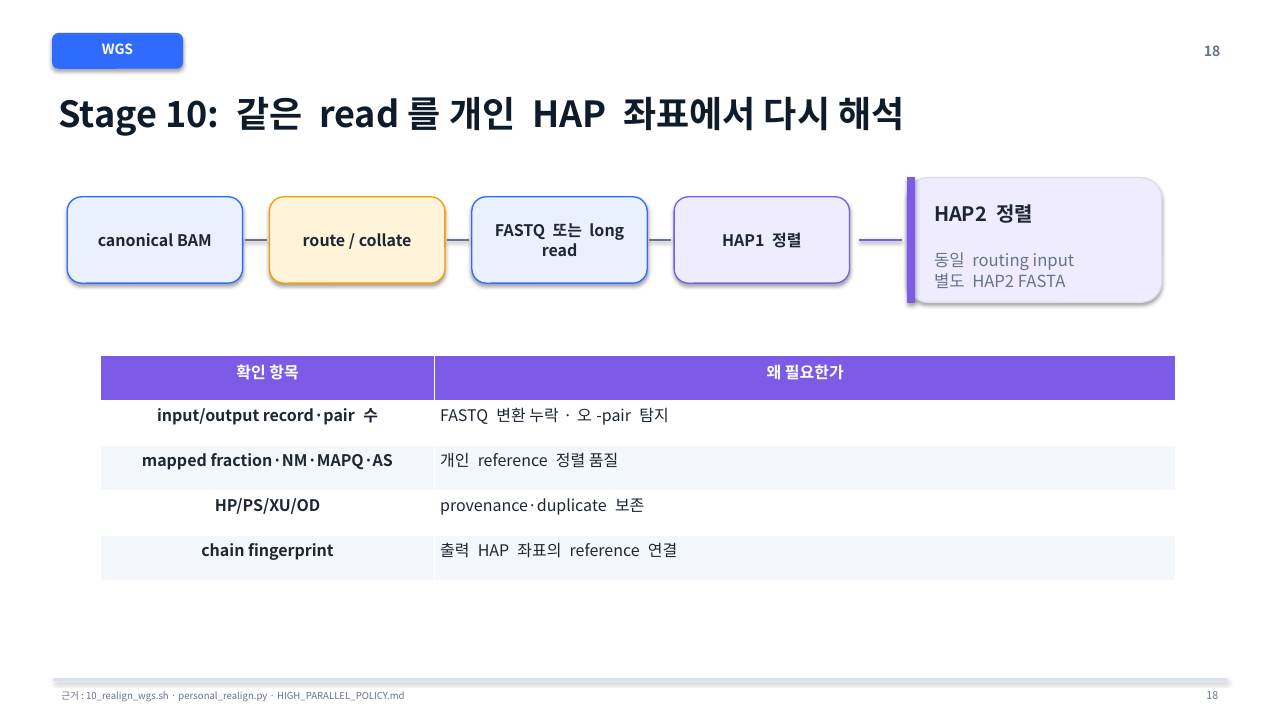 WGS
18
Stage 10: 같은 read 를 개인 HAP 좌표에서 다시 해석
canonical BAM
route / collate
FASTQ 또는 long
read
HAP1 정렬
HAP2 정렬
동일 routing input
별도 HAP2 FASTA
확인 항목
왜 필요한가
input/output record·pair 수
FASTQ 변환 누락 · 오 -pair 탐지
mapped fraction·NM·MAPQ·AS
개인 reference 정렬 품질
HP/PS/XU/OD
provenance·duplicate 보존
chain fingerprint
출력 HAP 좌표의 reference 연결
근거 : 10_realign_wgs.sh · personal_realign.py · HIGH_PARALLEL_POLICY.md
18